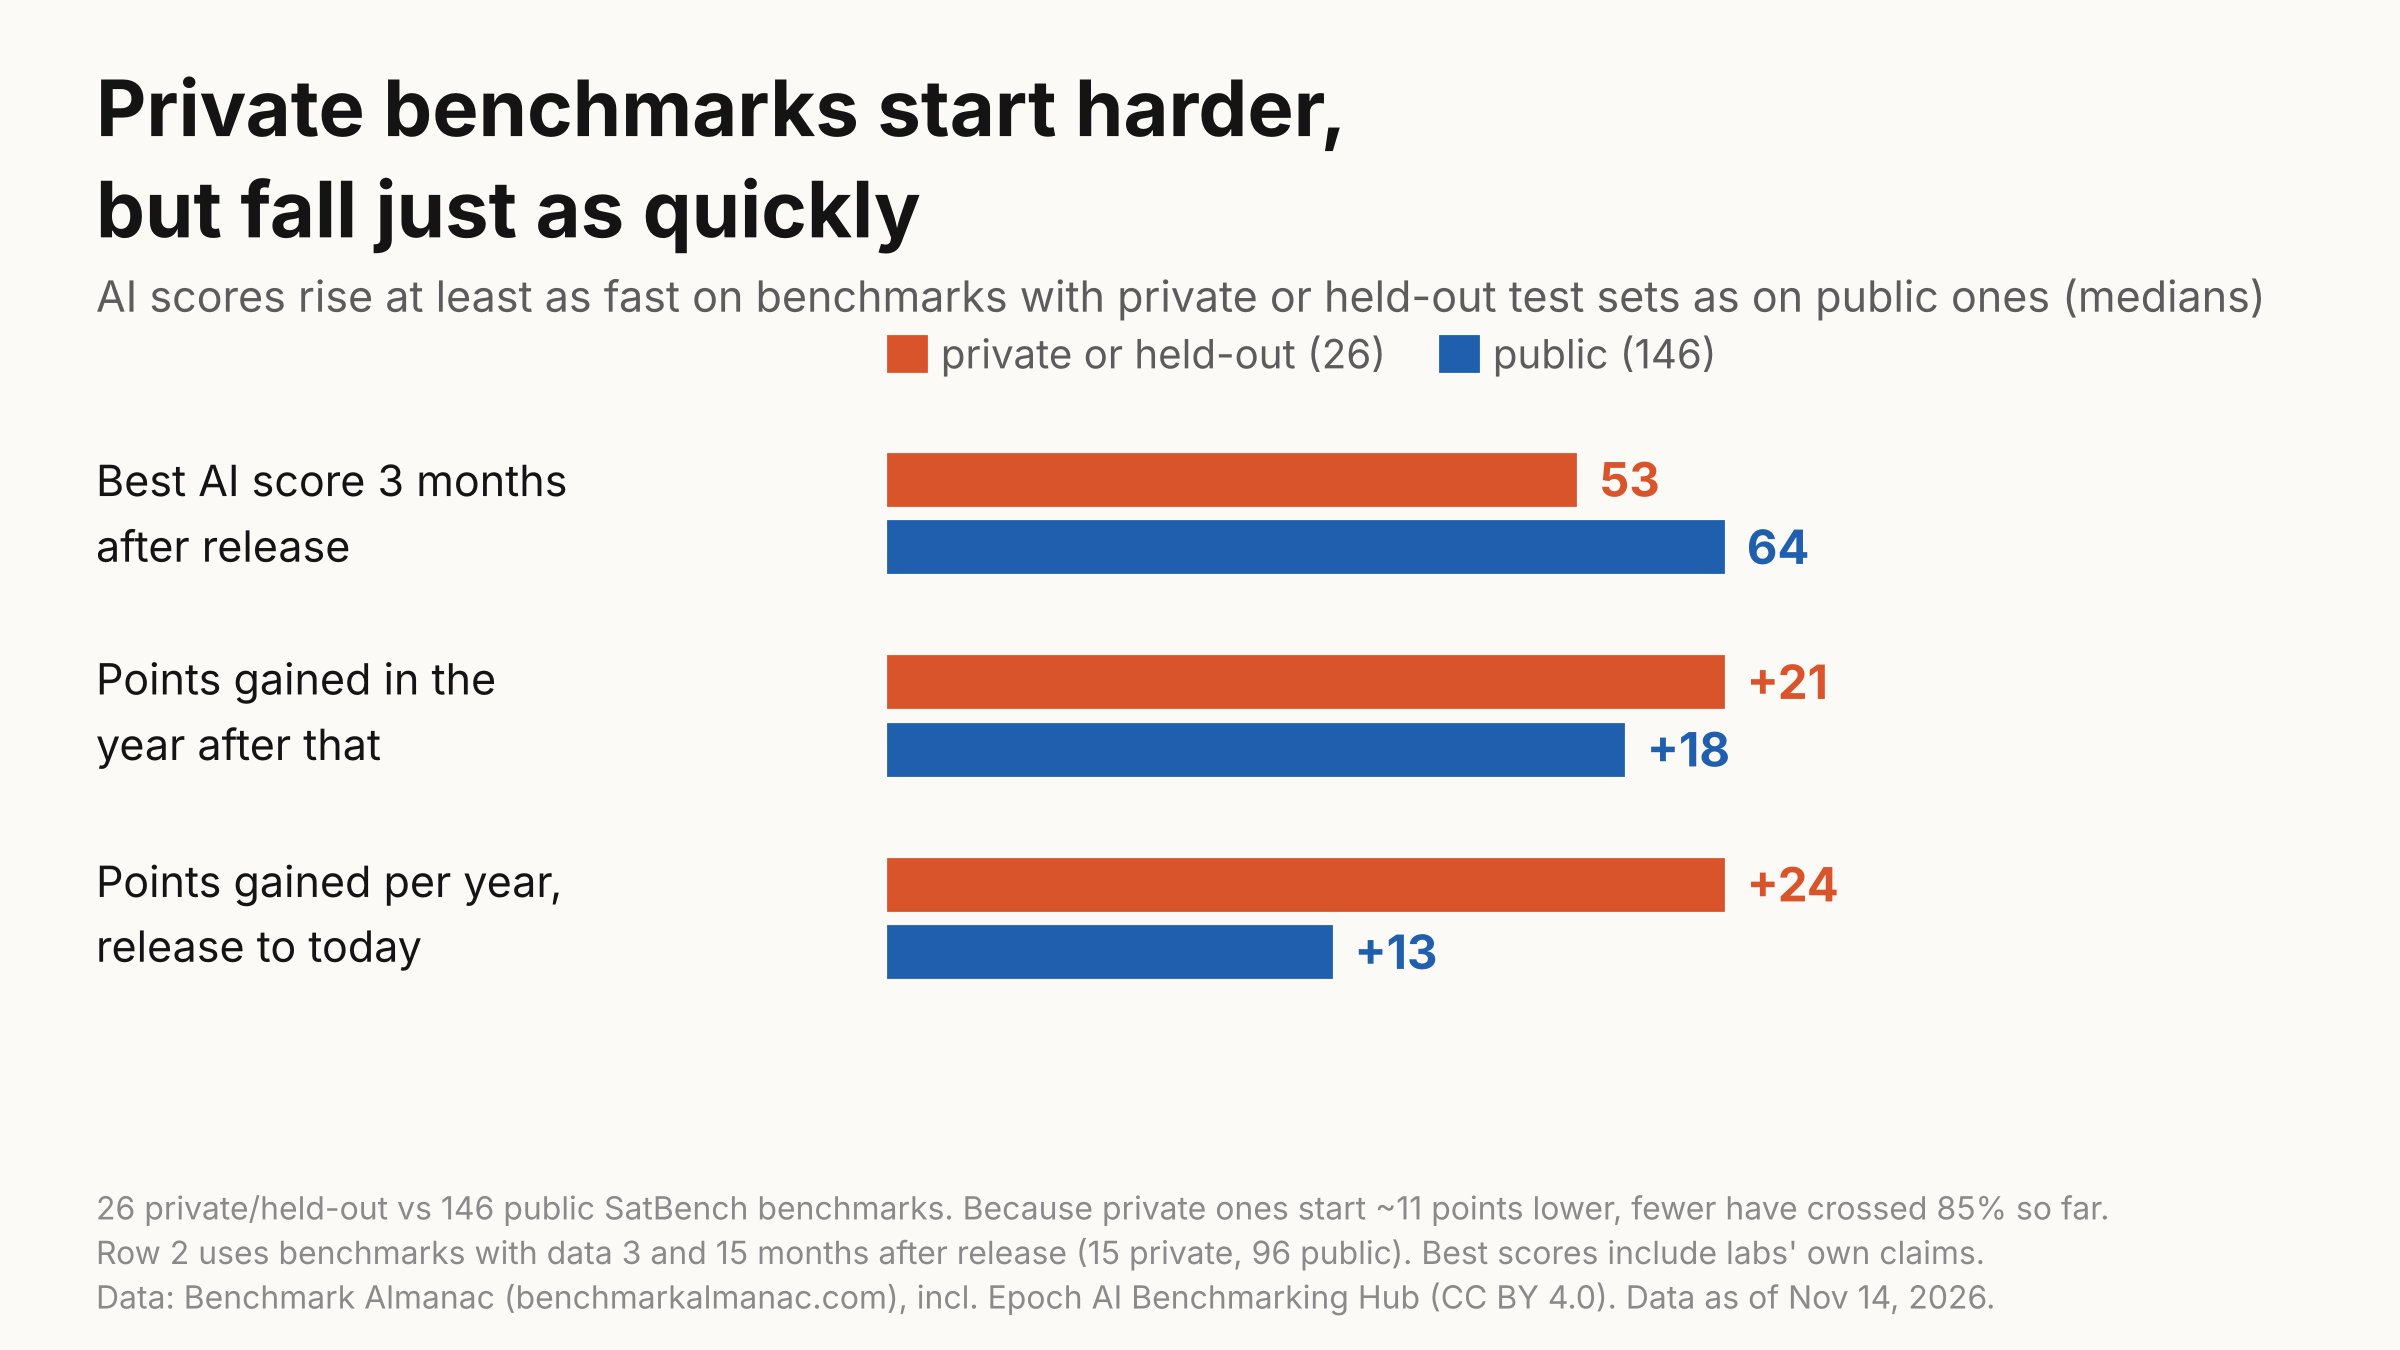 Private benchmarks start harder,
but fall just as quickly
AI scores rise at least as fast on benchmarks with private or held-out test sets as on public ones (medians)
private or held-out (26) public (146)
Best AI score 3 months
after release
53
64
Points gained in the
year after that
+21
+18
Points gained per year,
release to today
+24
+13
26 private/held-out vs 146 public SatBench benchmarks. Because private ones start ~11 points lower, fewer have crossed 85% so far.
Row 2 uses benchmarks with data 3 and 15 months after release (15 private, 96 public). Best scores include labs' own claims.
Data: Benchmark Almanac (benchmarkalmanac.com), incl. Epoch AI Benchmarking Hub (CC BY 4.0). Data as of Nov 14, 2026.